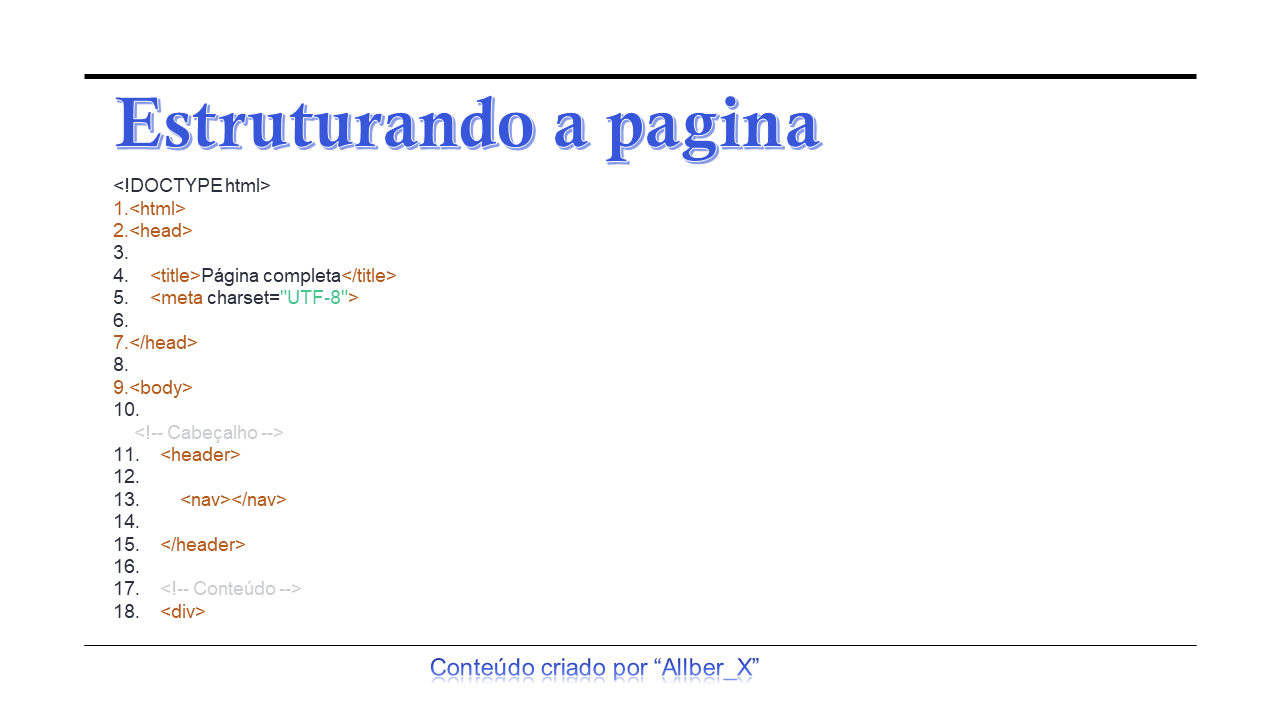 Estruturando a pagina
<!DOCTYPE html>
1.<html>
2.<head>
3.
4.    <title>Página completa</title>
5.    <meta charset="UTF-8">
6.
7.</head>
8.
9.<body>
10.
    <!-- Cabeçalho -->
11.    <header>
12.
13.        <nav></nav>
14.
15.    </header>
16.
17.    <!-- Conteúdo -->
18.    <div>
Conteúdo criado por “AlIber_X”